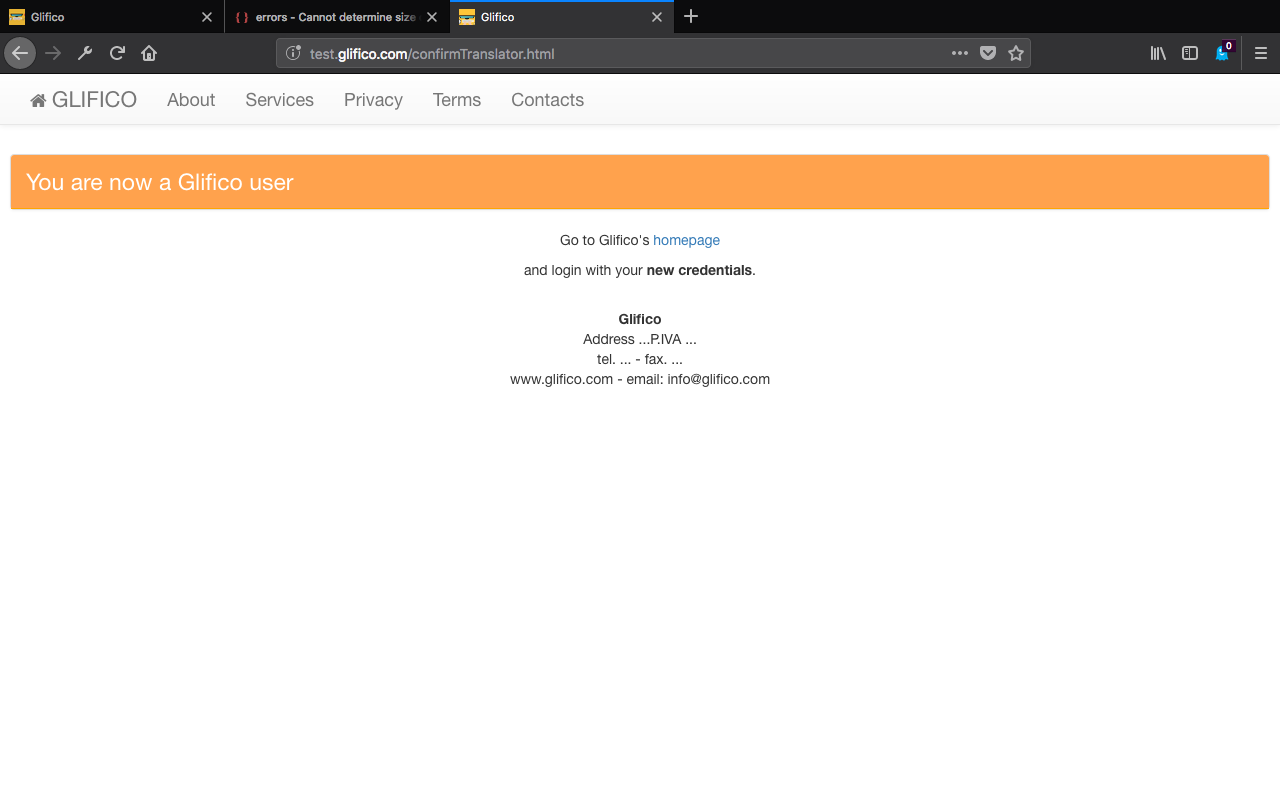 Glifico
errors - Cannot determine size
Glifico
test.glifico.com/confirmTranslator.html
0
GLIFICO About Services Privacy Terms Contacts
You are now a Glifico user
Go to Glifico's homepage
and login with your new credentials.
Glifico
Address ...P.IVA ...
tel. ... - fax. ...
www.glifico.com - email: info@glifico.com